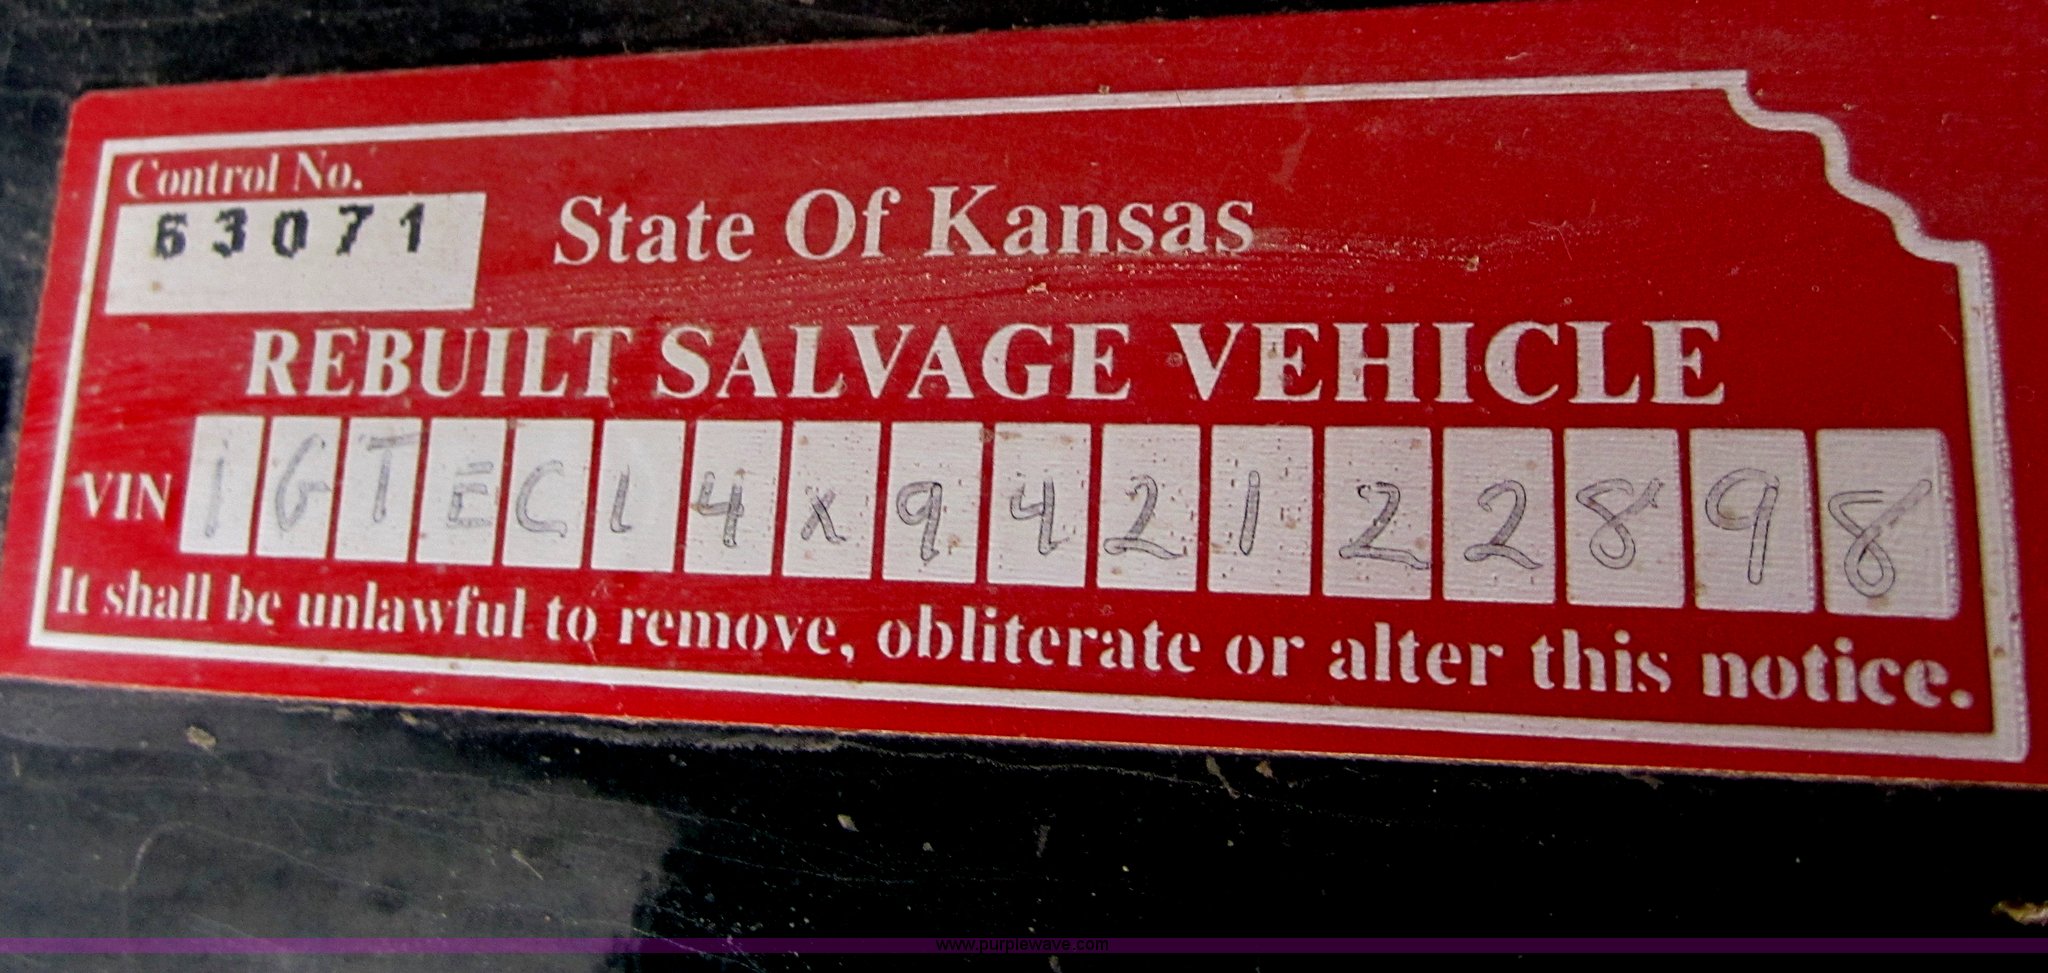 Control No.
63071
State Of Kansas
REBUILT SALVAGE VEHICLE
VIN 1GTEC14X942122898
It shall be unlawful to remove, obliterate or alter this notice.
www.purplewave.com